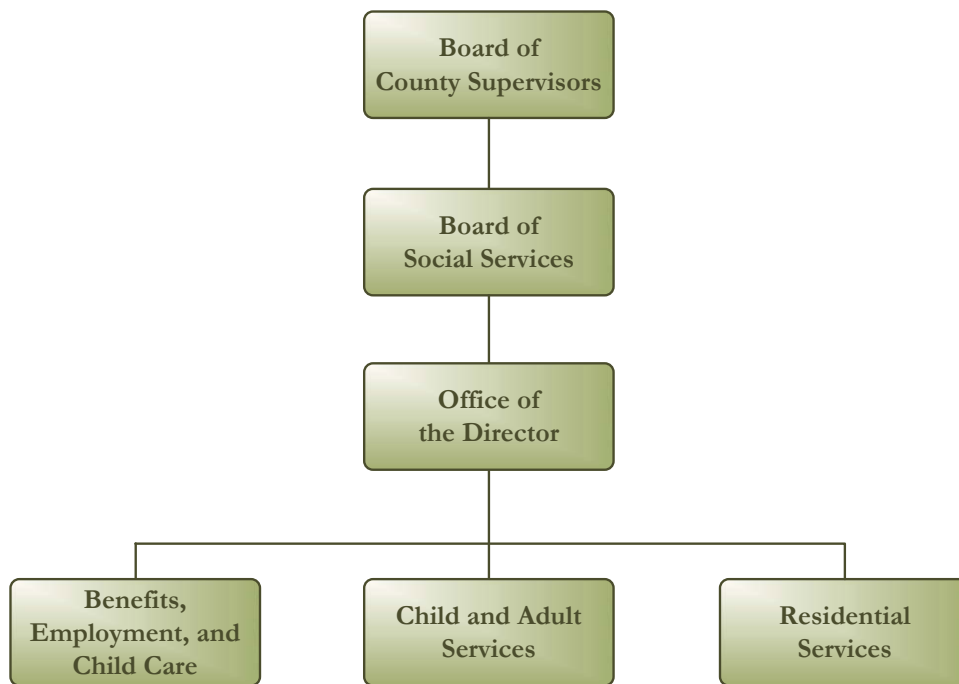 Board of
County Supervisors
Board of
Social Services
Office of
the Director
Benefits,
Employment, and
Child Care
Child and Adult
Services
Residential
Services